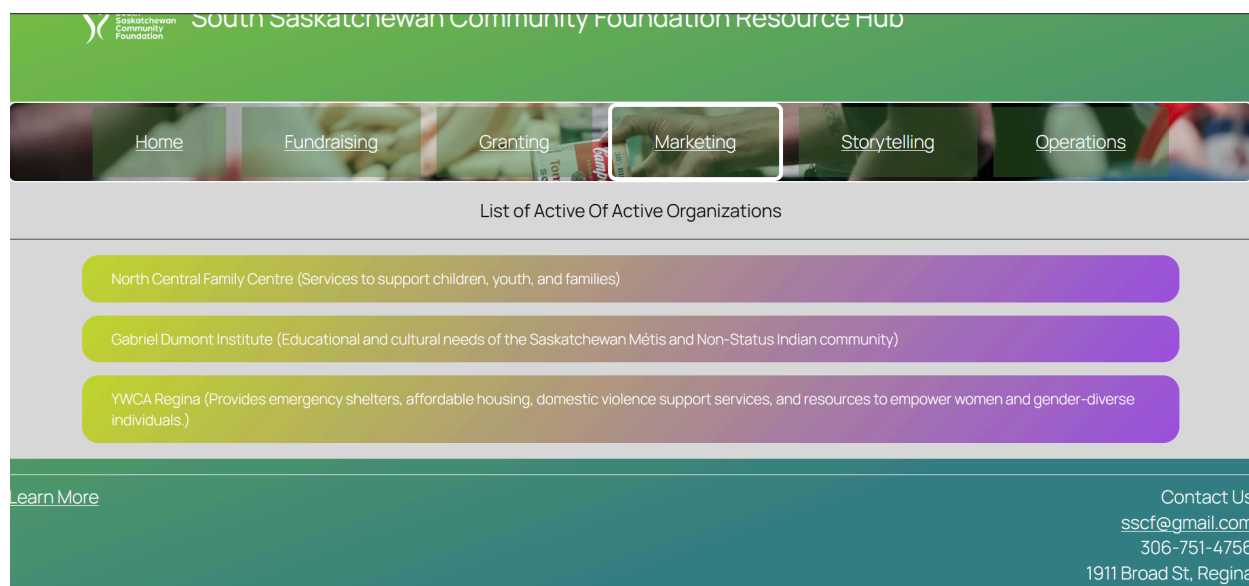 Saskatchewan
Community
Foundation
South Saskatchewan Community Foundation Resource Hub
Home
Fundraising
Granting
Marketing
Storytelling
Operations
List of Active Of Active Organizations
North Central Family Centre (Services to support children, youth, and families)
Gabriel Dumont Institute (Educational and cultural needs of the Saskatchewan Métis and Non-Status Indian community)
YWCA Regina (Provides emergency shelters, affordable housing, domestic violence support services, and resources to empower women and gender-diverse
individuals.)
Learn More
Contact Us
sscf@gmail.com
306-751-4756
1911 Broad St, Regina